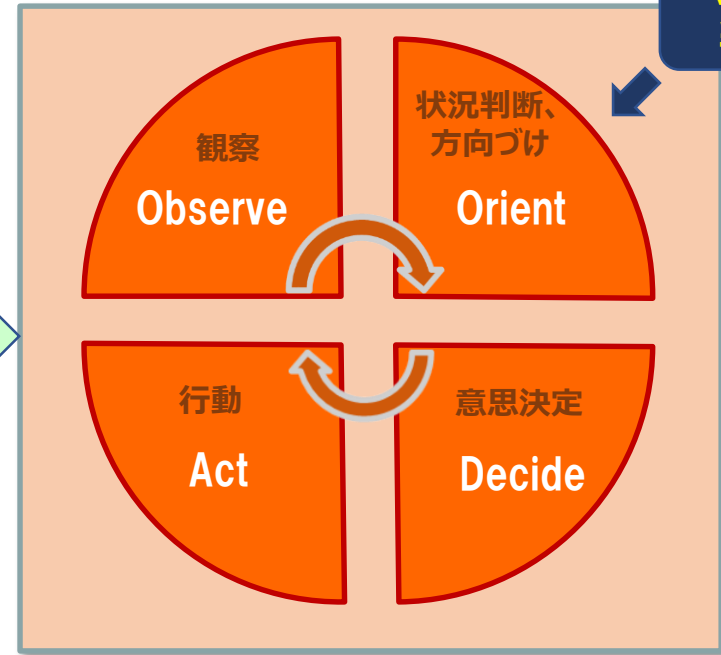 観察
Observe
状況判断、
方向づけ
Orient
行動
Act
意思決定
Decide